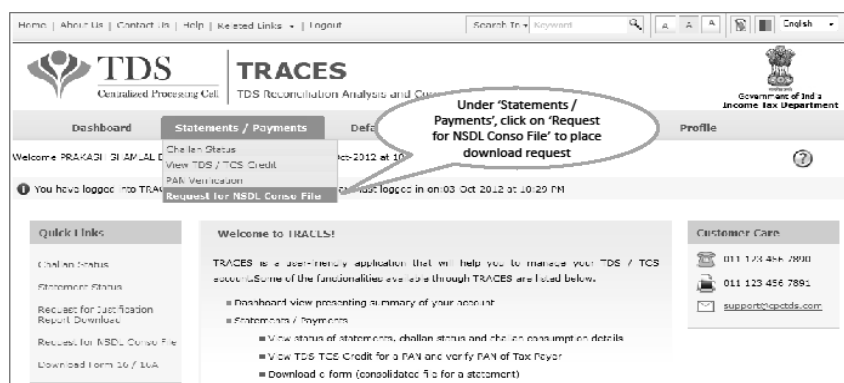 Home | About Us | Contact Us | Help | Related Links | Logout
Search In Keyword
A A A
English
TDS
Centralized Processing Cell
TRACES
TDS Reconciliation Analysis and
Government of India
Income Tax Department
Under 'Statements / Payments', click on 'Request for NSDL Conso File' to place download request
Dashboard Statements / Payments Profile
Challan Status
View TDS / TCS Credit
PAN Verification
Request for NSDL Conso File
Welcome PRAKASH
You have logged into logged in on:03 Oct 2012 at 10:29 PM
Quick Links
Challan Status
Statement Status
Request for Justification
Report Download
Request for NSDL Conso File
Download Form 16 / 16A
Welcome to TRACES!
TRACES is a user-friendly application that will help you to manage your TDS / TCS
account.Some of the functionalities available through TRACES are listed below.
Dashboard view presenting summary of your account
Statements / Payments
View status of statements, challan status and challan consumption details
View TDS TCS Credit for a PAN and verify PAN of Tax Payer
Download e-form (consolidated file for a statement)
Customer Care
011 123 456 7890
011 123 456 7891
support@cpctds.com